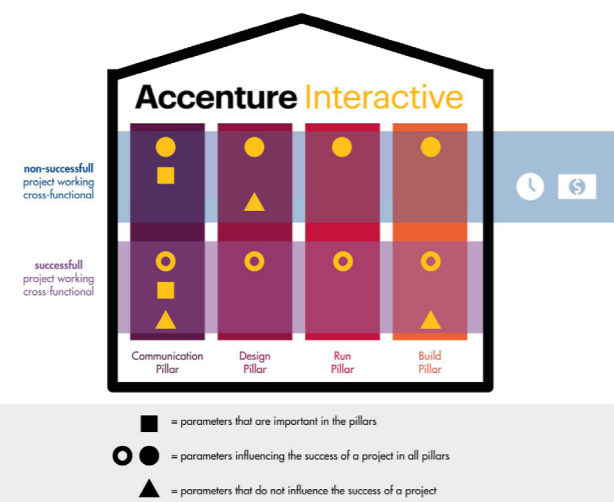 Accenture Interactive
non-successfull
project working
cross-functional
successfull
project working
cross-functional
Communication
Pillar
Design
Pillar
Run
Pillar
Build
Pillar
= parameters that are important in the pillars
= parameters influencing the success of a project in all pillars
= parameters that do not influence the success of a project